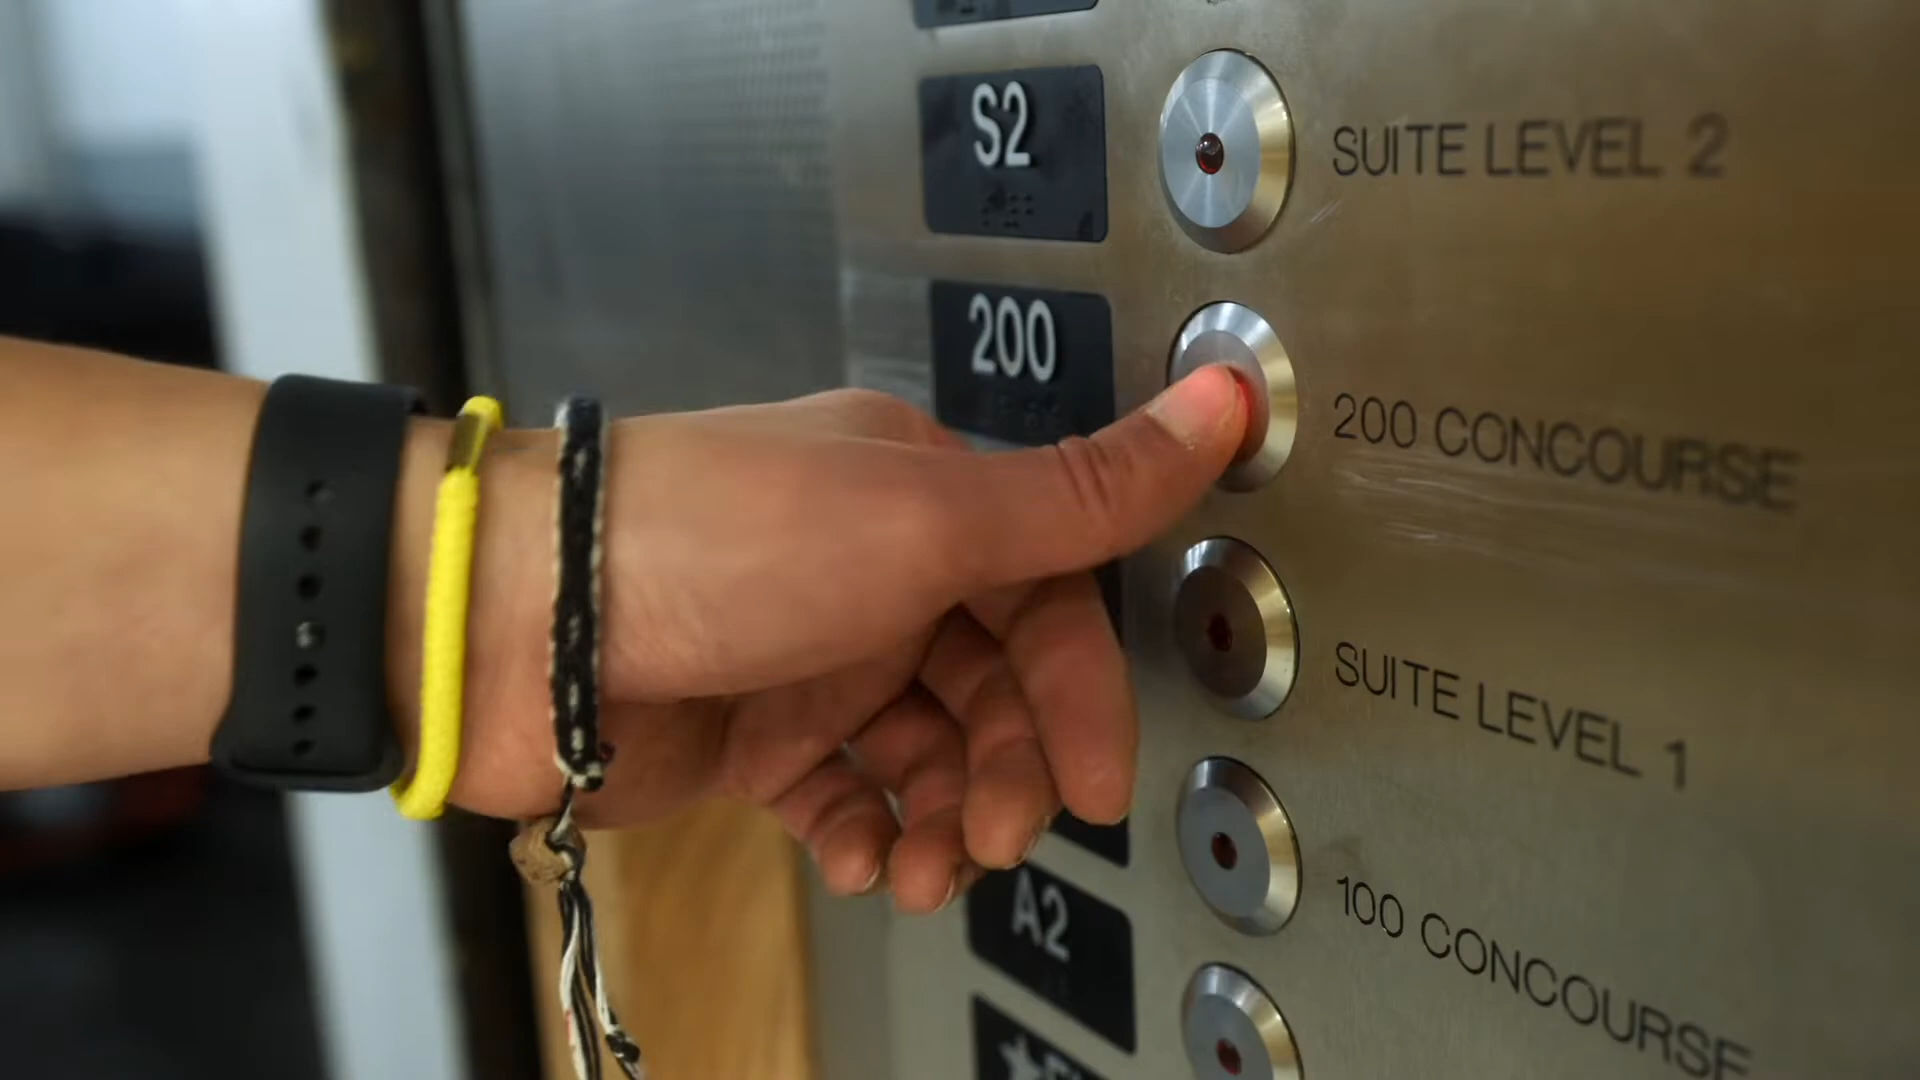 S2 SUITE LEVEL 2
200 200 CONCOURSE
SUITE LEVEL 1
100 CONCOURSE
A2